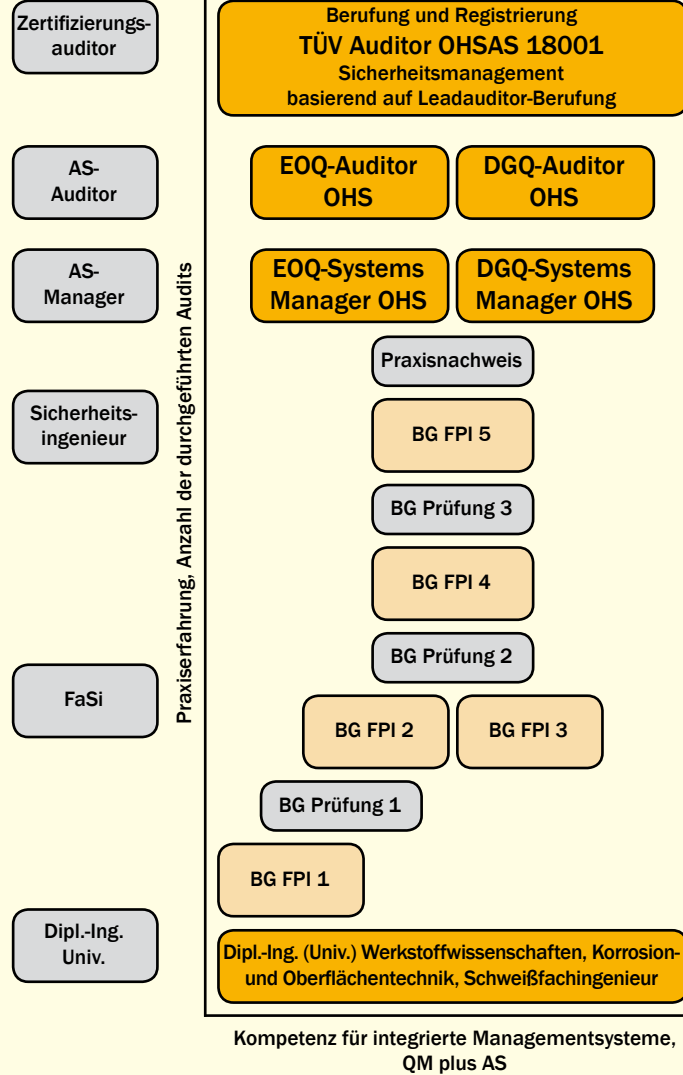 Zertifizierungs-
auditor
Berufung und Registrierung
TÜV Auditor OHSAS 18001
Sicherheitsmanagement
basierend auf Leadauditor-Berufung
AS-
Auditor
EOQ-Auditor
OHS
DGQ-Auditor
OHS
AS-
Manager
EOQ-Systems
Manager OHS
DGQ-Systems
Manager OHS
Praxiserfahrung, Anzahl der durchgeführten Audits
Praxisnachweis
Sicherheits-
ingenieur
BG FPI 5
BG Prüfung 3
BG FPI 4
BG Prüfung 2
FaSi
BG FPI 2
BG FPI 3
BG Prüfung 1
BG FPI 1
Dipl.-Ing.
Univ.
Dipl.-Ing. (Univ.) Werkstoffwissenschaften, Korrosion-
und Oberflächentechnik, Schweißfachingenieur
Kompetenz für integrierte Managementsysteme,
QM plus AS